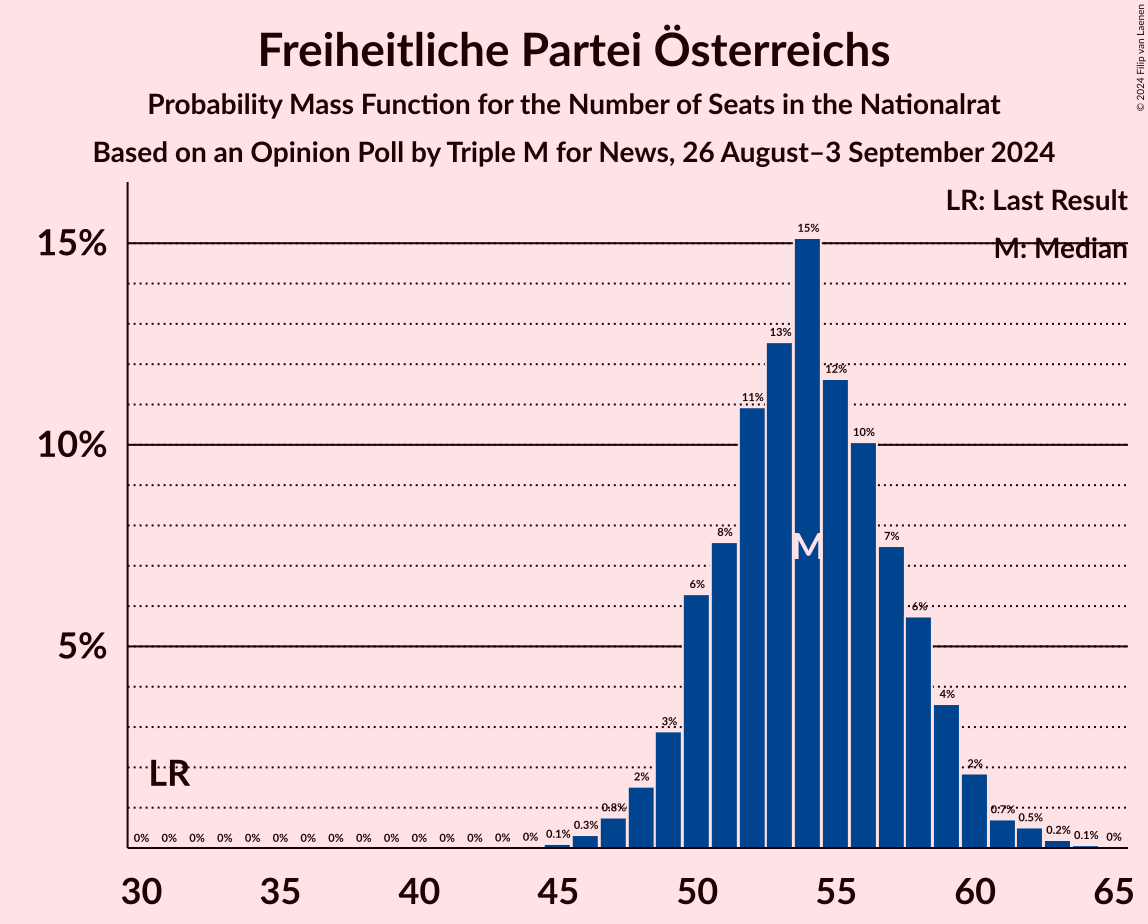 Freiheitliche Partei Österreichs
Probability Mass Function for the Number of Seats in the Nationalrat
Based on an Opinion Poll by Triple M for News, 26 August–3 September 2024
© 2024 Filip van Laenen
LR: Last Result
M: Median
15%
10%
5%
LR
M
0% 0% 0% 0% 0% 0% 0% 0% 0% 0% 0% 0% 0% 0% 0% 0.1% 0.3% 0.8% 2% 3% 6% 8% 11% 13% 15% 12% 10% 7% 6% 4% 2% 0.7% 0.5% 0.2% 0.1% 0%
30 35 40 45 50 55 60 65